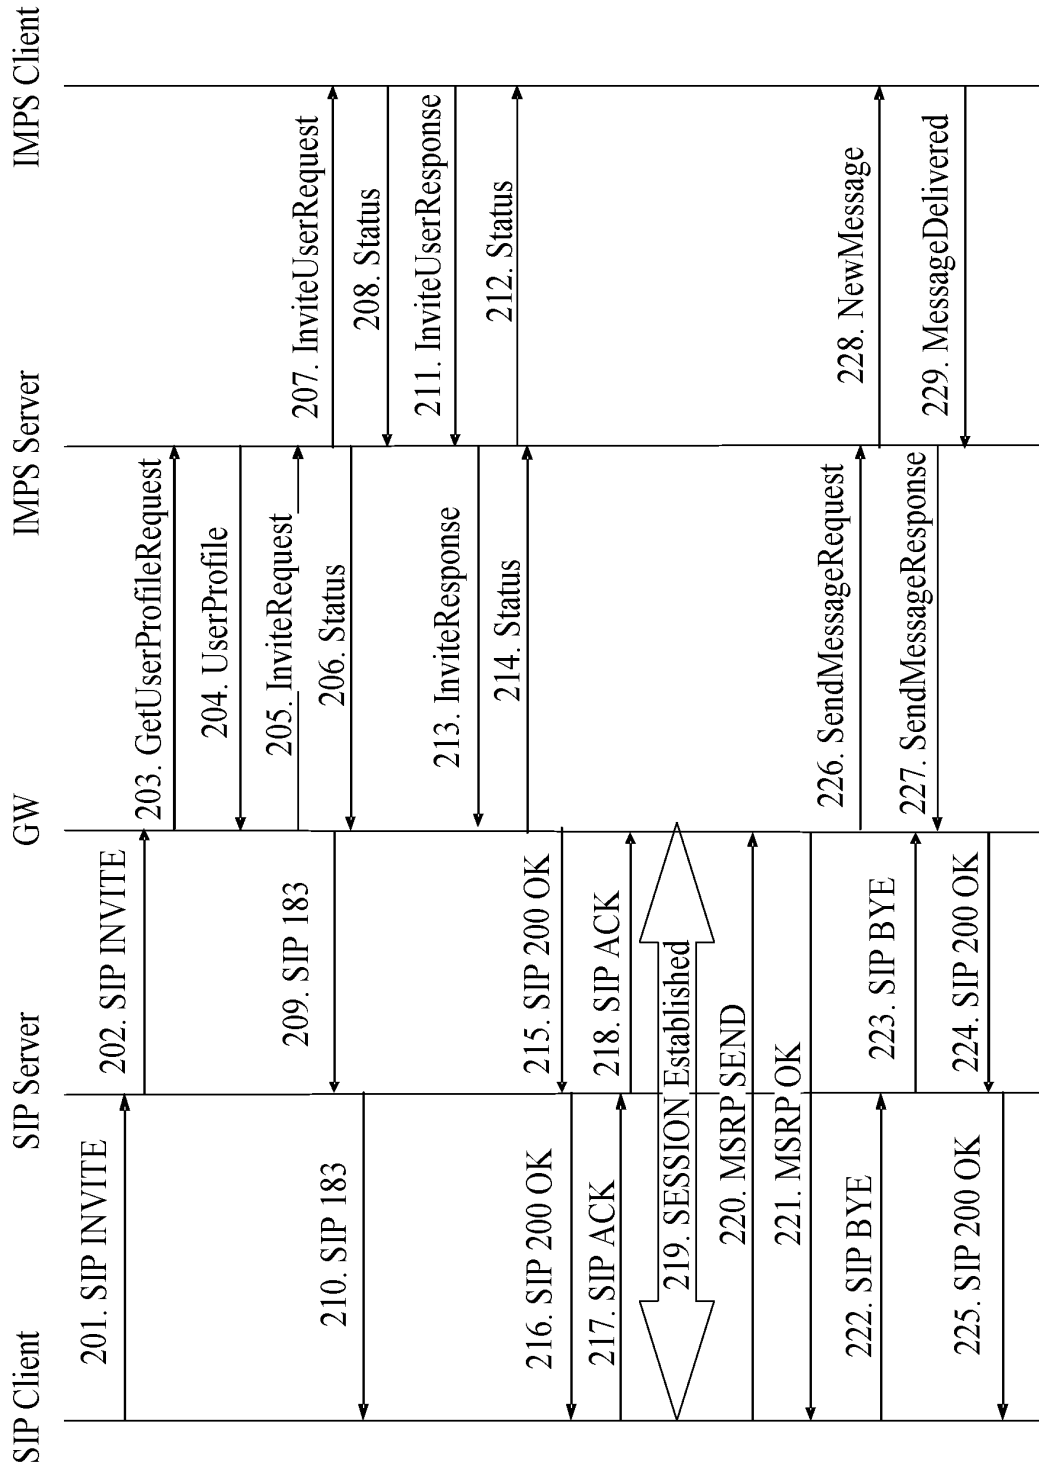 SIP Client
SIP Server
GW
IMPS Server
IMPS Client
201. SIP INVITE
202. SIP INVITE
203. GetUserProfileRequest
204. UserProfile
205. InviteRequest
206. Status
207. InviteUserRequest
208. Status
209. SIP 183
210. SIP 183
211. InviteUserResponse
212. Status
213. InviteResponse
214. Status
215. SIP 200 OK
216. SIP 200 OK
217. SIP ACK
218. SIP ACK
219. SESSION Established
220. MSRP SEND
221. MSRP OK
222. SIP BYE
223. SIP BYE
224. SIP 200 OK
225. SIP 200 OK
226. SendMessageRequest
227. SendMessageResponse
228. NewMessage
229. MessageDelivered